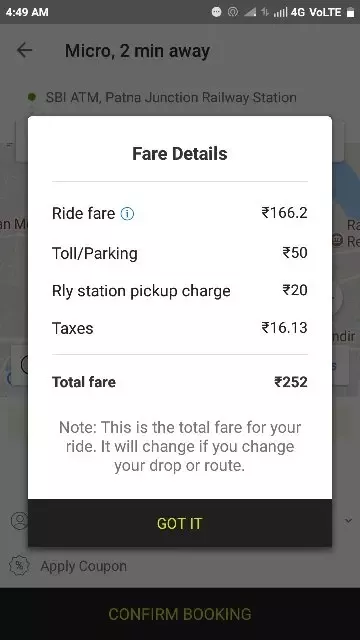 4:49 AM 4G VoLTE
Micro, 2 min away
SBI ATM, Patna Junction Railway Station
Fare Details
Ride fare ₹166.2
Toll/Parking ₹50
Rly station pickup charge ₹20
Taxes ₹16.13
Total fare ₹252
Note: This is the total fare for your
ride. It will change if you change
your drop or route.
GOT IT
Apply Coupon
CONFIRM BOOKING